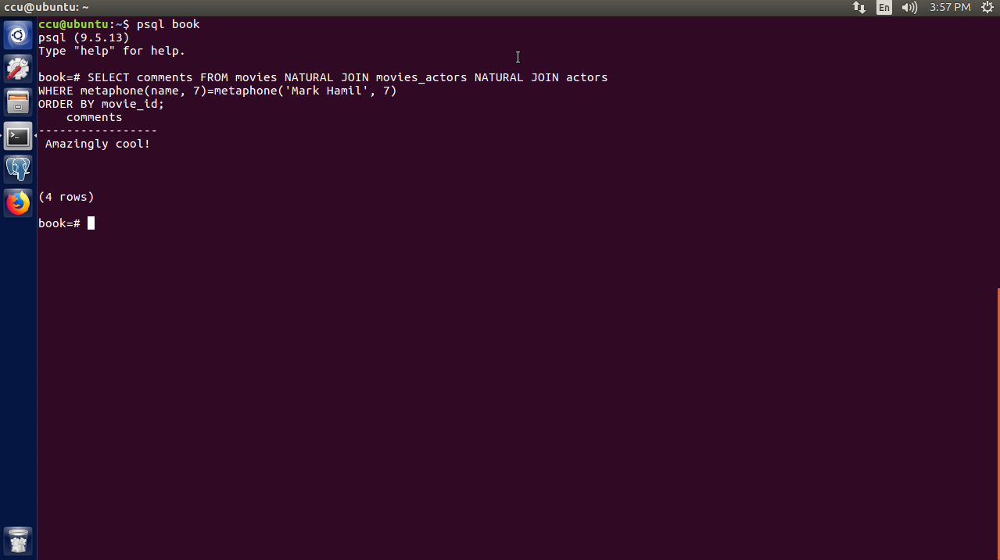 ccu@ubuntu: ~
En
3:57 PM
ccu@ubuntu:~$ psql book
psql (9.5.13)
Type "help" for help.
book=# SELECT comments FROM movies NATURAL JOIN movies_actors NATURAL JOIN actors
WHERE metaphone(name, 7)=metaphone('Mark Hamil', 7)
ORDER BY movie_id;
comments
-----------------
Amazingly cool!
(4 rows)
book=#